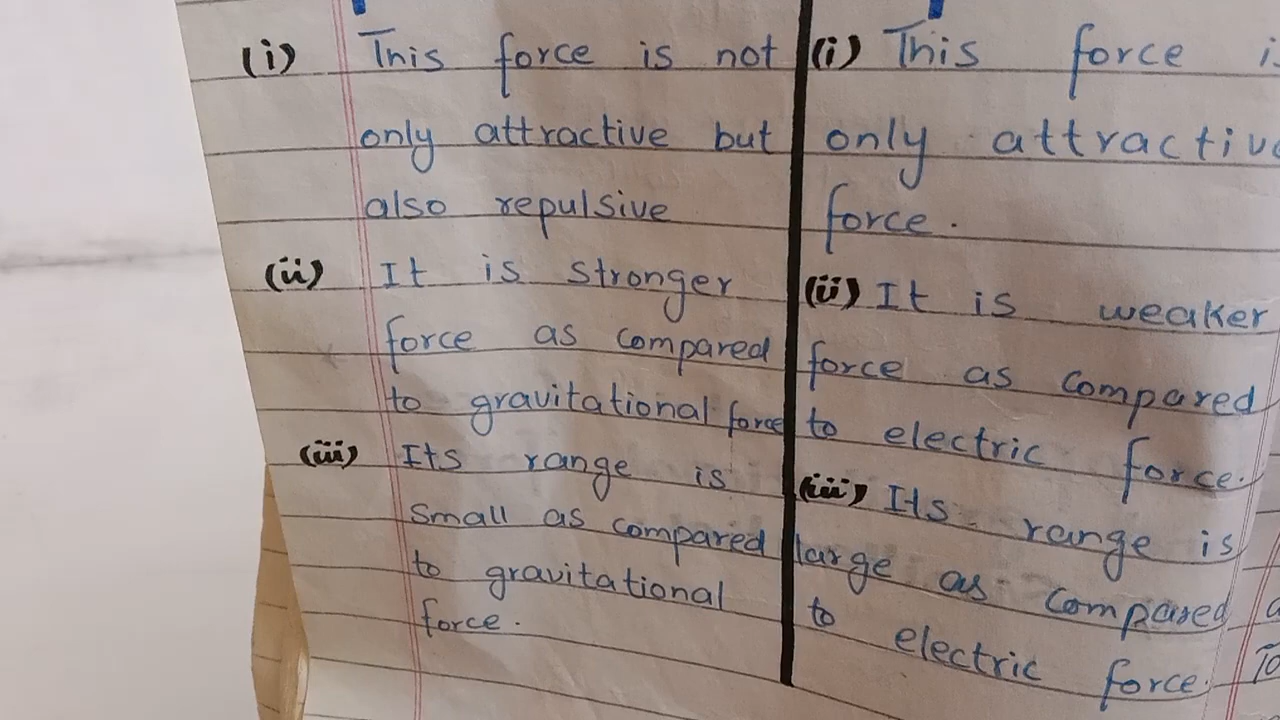 (i) This force is not
only attractive but
also repulsive
(ii) It is stronger
force as compared
to gravitational force
(iii) Its range is
small as compared
to gravitational
force.
(i) This force is
only attractive
force.
(ii) It is weaker
force as compared
to electric force.
(iii) Its range is
large as compared
to electric force.